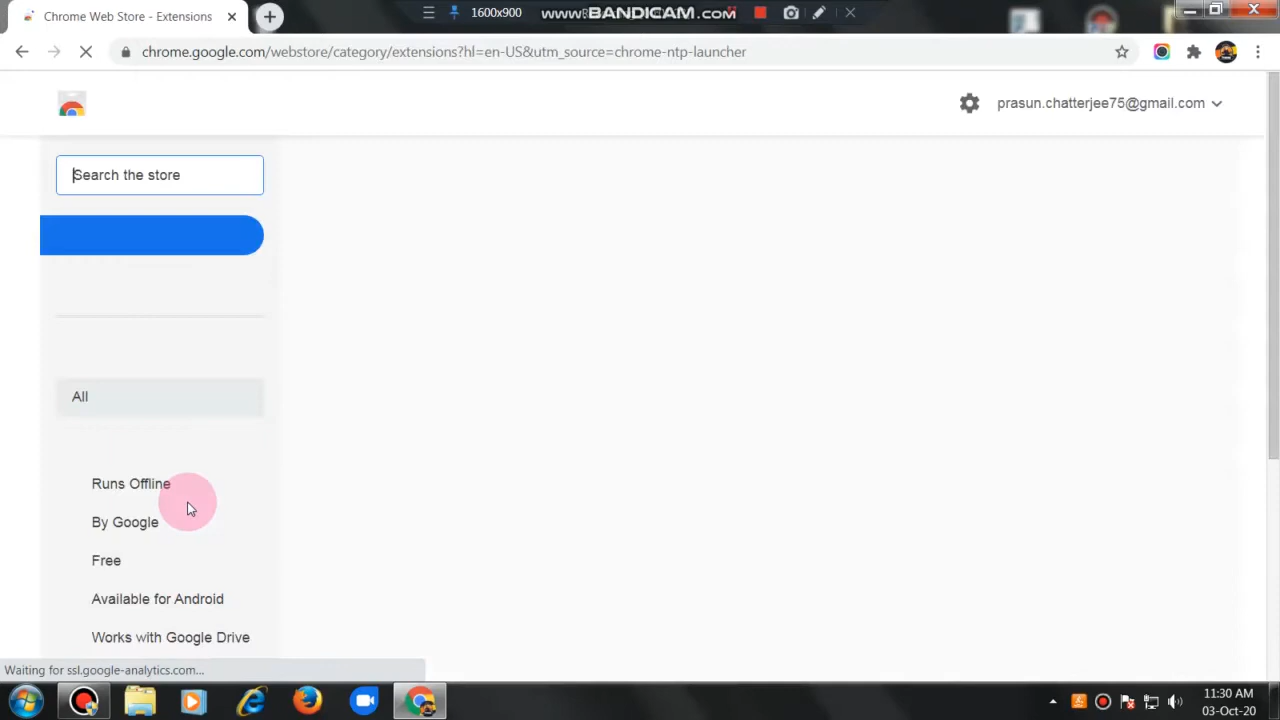 Chrome Web Store - Extensions
1600x900
www.BANDICAM.com
chrome.google.com/webstore/category/extensions?hl=en-US&utm_source=chrome-ntp-launcher
prasun.chatterjee75@gmail.com
Search the store
All
Runs Offline
By Google
Free
Available for Android
Works with Google Drive
Waiting for ssl.google-analytics.com...
11:30 AM
03-Oct-20